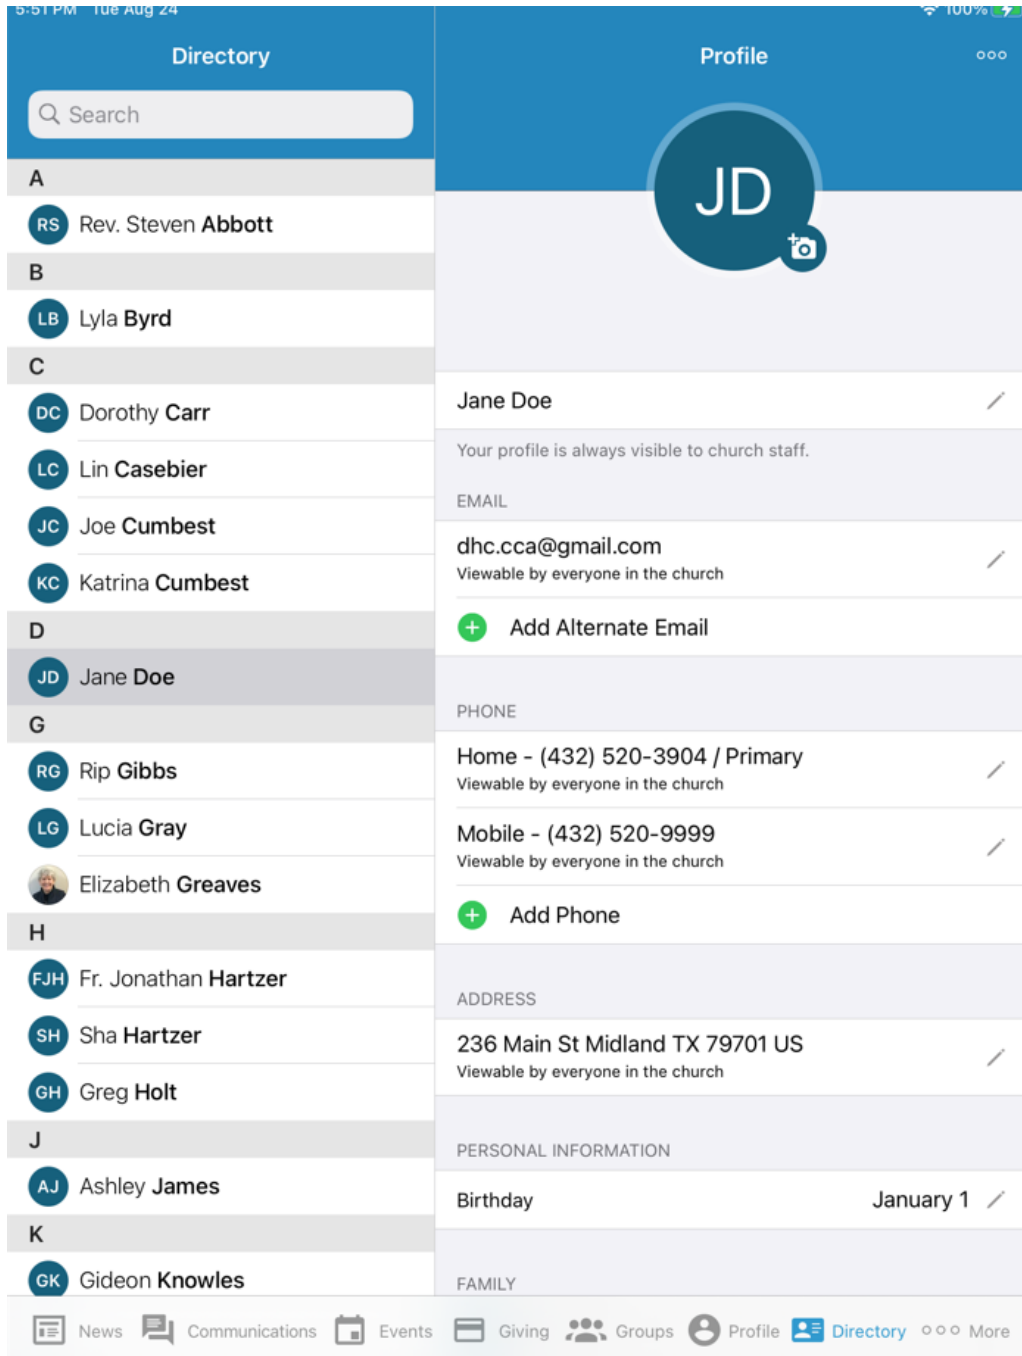 5:51 PM Tue Aug 24
100%
Directory
Search
A
RS Rev. Steven Abbott
B
LB Lyla Byrd
C
DC Dorothy Carr
LC Lin Casebier
JC Joe Cumbest
KC Katrina Cumbest
D
JD Jane Doe
G
RG Rip Gibbs
LG Lucia Gray
Elizabeth Greaves
H
FJH Fr. Jonathan Hartzer
SH Sha Hartzer
GH Greg Holt
J
AJ Ashley James
K
GK Gideon Knowles
Profile
JD
Jane Doe
Your profile is always visible to church staff.
EMAIL
dhc.cca@gmail.com
Viewable by everyone in the church
Add Alternate Email
PHONE
Home - (432) 520-3904 / Primary
Viewable by everyone in the church
Mobile - (432) 520-9999
Viewable by everyone in the church
Add Phone
ADDRESS
236 Main St Midland TX 79701 US
Viewable by everyone in the church
PERSONAL INFORMATION
Birthday January 1
FAMILY
News Communications Events Giving Groups Profile Directory More